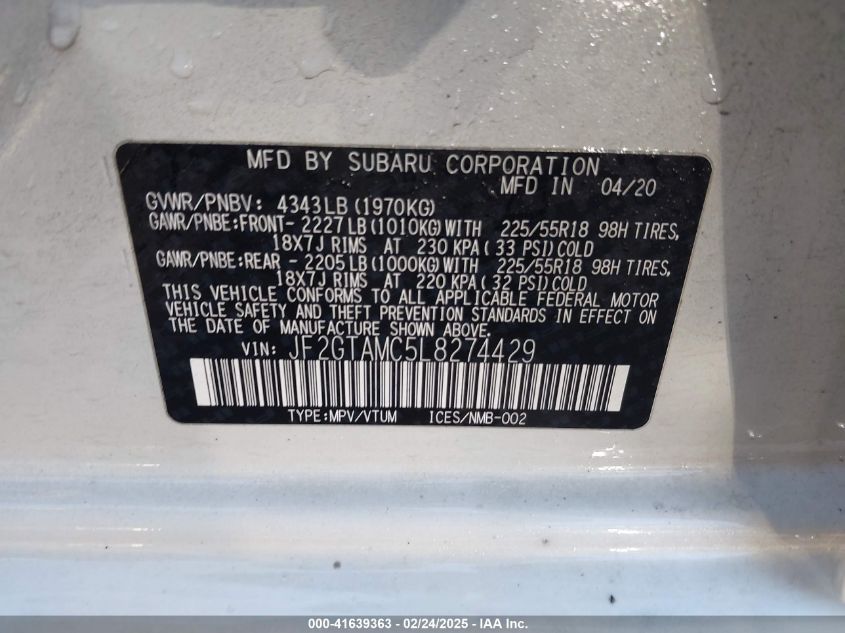 MFD BY SUBARU CORPORATION
MFD IN 04/20
GVWR/PNBV: 4343LB (1970KG)
GAWR/PNBE:FRONT- 2227LB (1010KG) WITH 225/55R18 98H TIRES,
18X7J RIMS AT 230 KPA ( 33 PSI) COLD
GAWR/PNBE:REAR - 2205LB (1000KG) WITH 225/55R18 98H TIRES,
18X7J RIMS AT 220 KPA ( 32 PSI) COLD
THIS VEHICLE CONFORMS TO ALL APPLICABLE FEDERAL MOTOR
VEHICLE SAFETY AND THEFT PREVENTION STANDARDS IN EFFECT ON
THE DATE OF MANUFACTURE SHOWN ABOVE.
VIN: JF2GTAMC5L8274429
TYPE:MPV/VTUM ICES/NMB-002
000-41639363 - 02/24/2025 - IAA Inc.